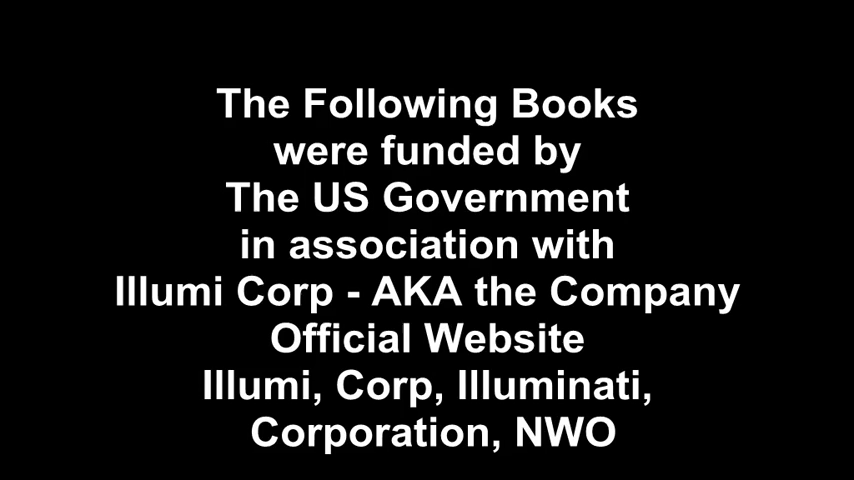 The Following Books
were funded by
The US Government
in association with
Illumi Corp - AKA the Company
Official Website
Illumi, Corp, Illuminati,
Corporation, NWO